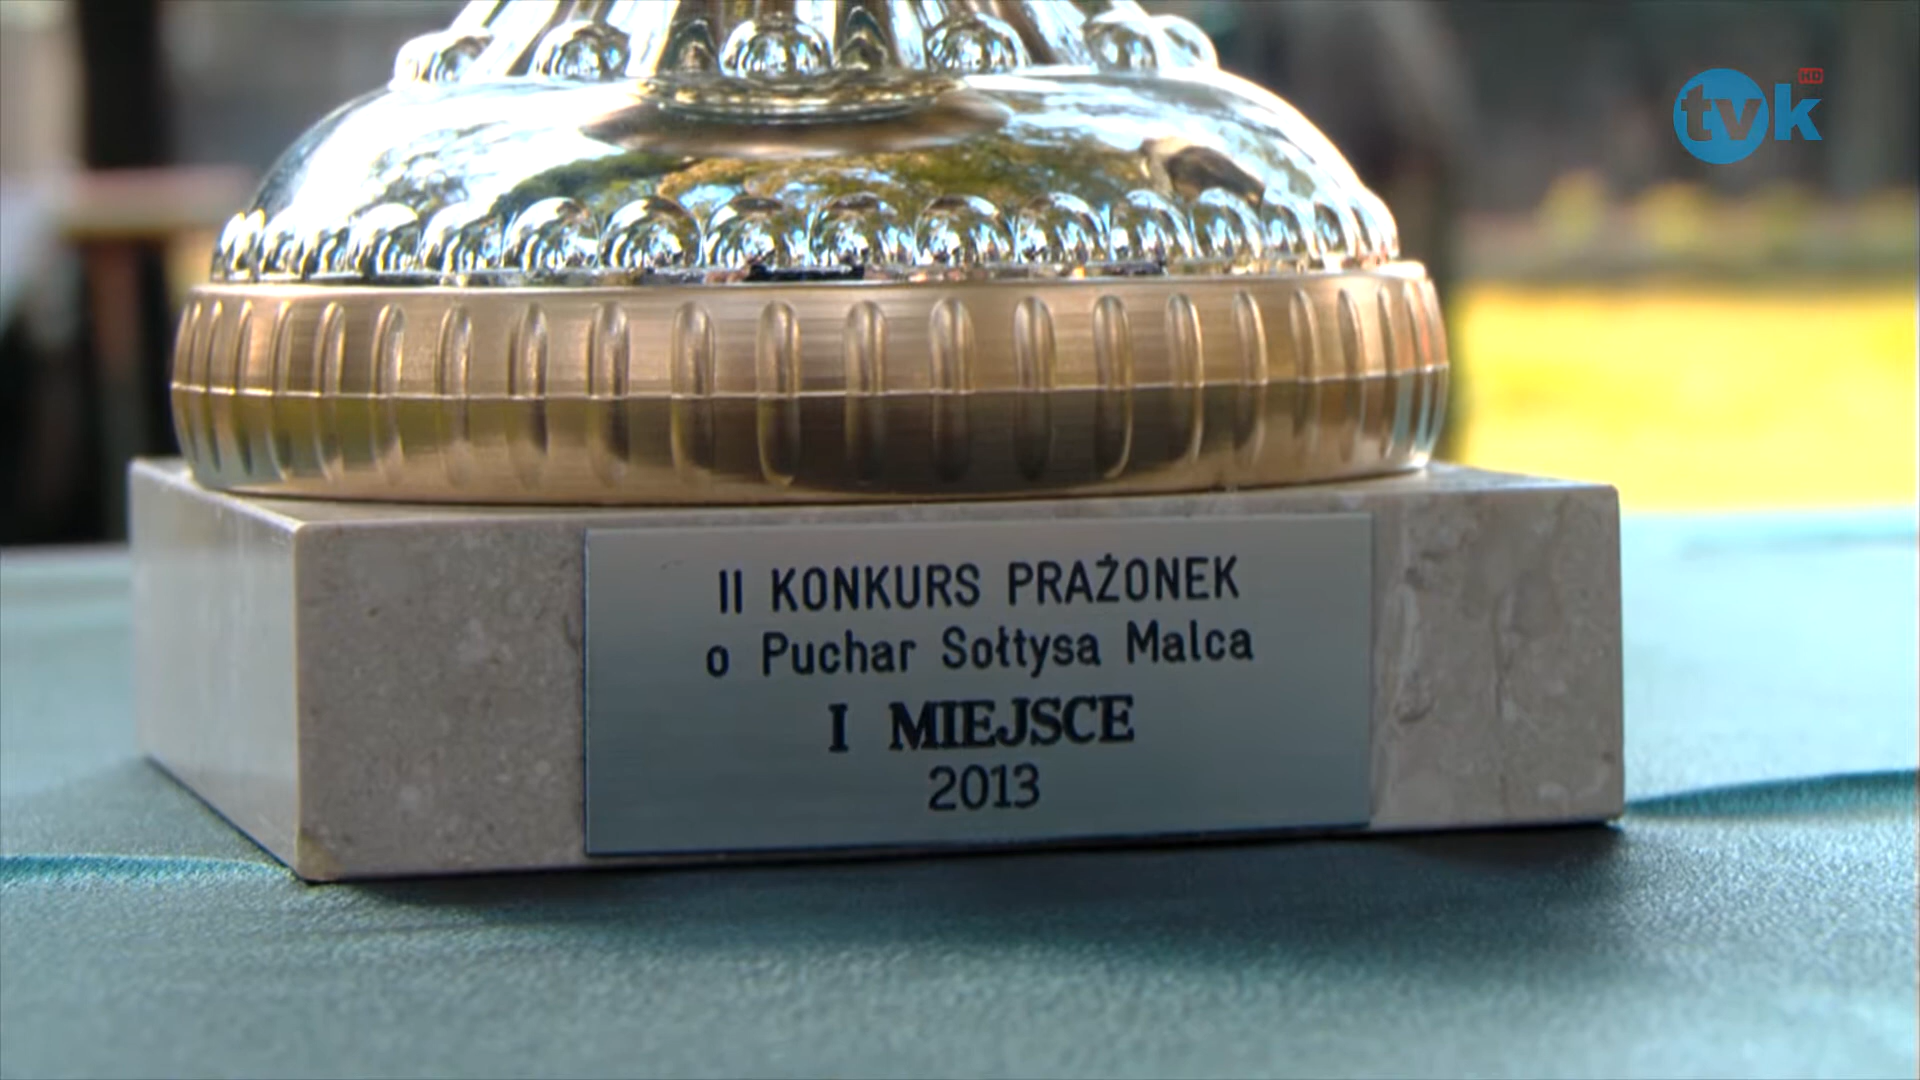 tvk HD
II KONKURS PRAŻONEK
o Puchar Sołtysa Malca
I MIEJSCE
2013